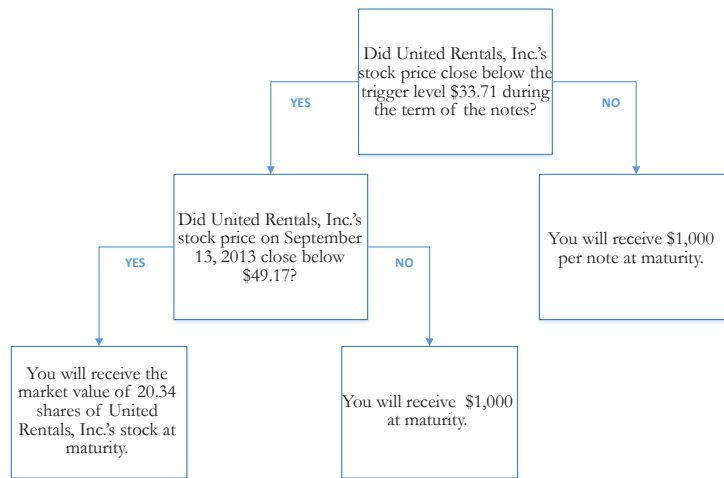 Did United Rentals, Inc.'s
stock price close below the
trigger level $33.71 during
the term of the notes?
YES
NO
Did United Rentals, Inc.'s
stock price on September
13, 2013 close below
$49.17?
You will receive $1,000
per note at maturity.
YES
NO
You will receive the
market value of 20.34
shares of United
Rentals, Inc.'s stock at
maturity.
You will receive $1,000
at maturity.